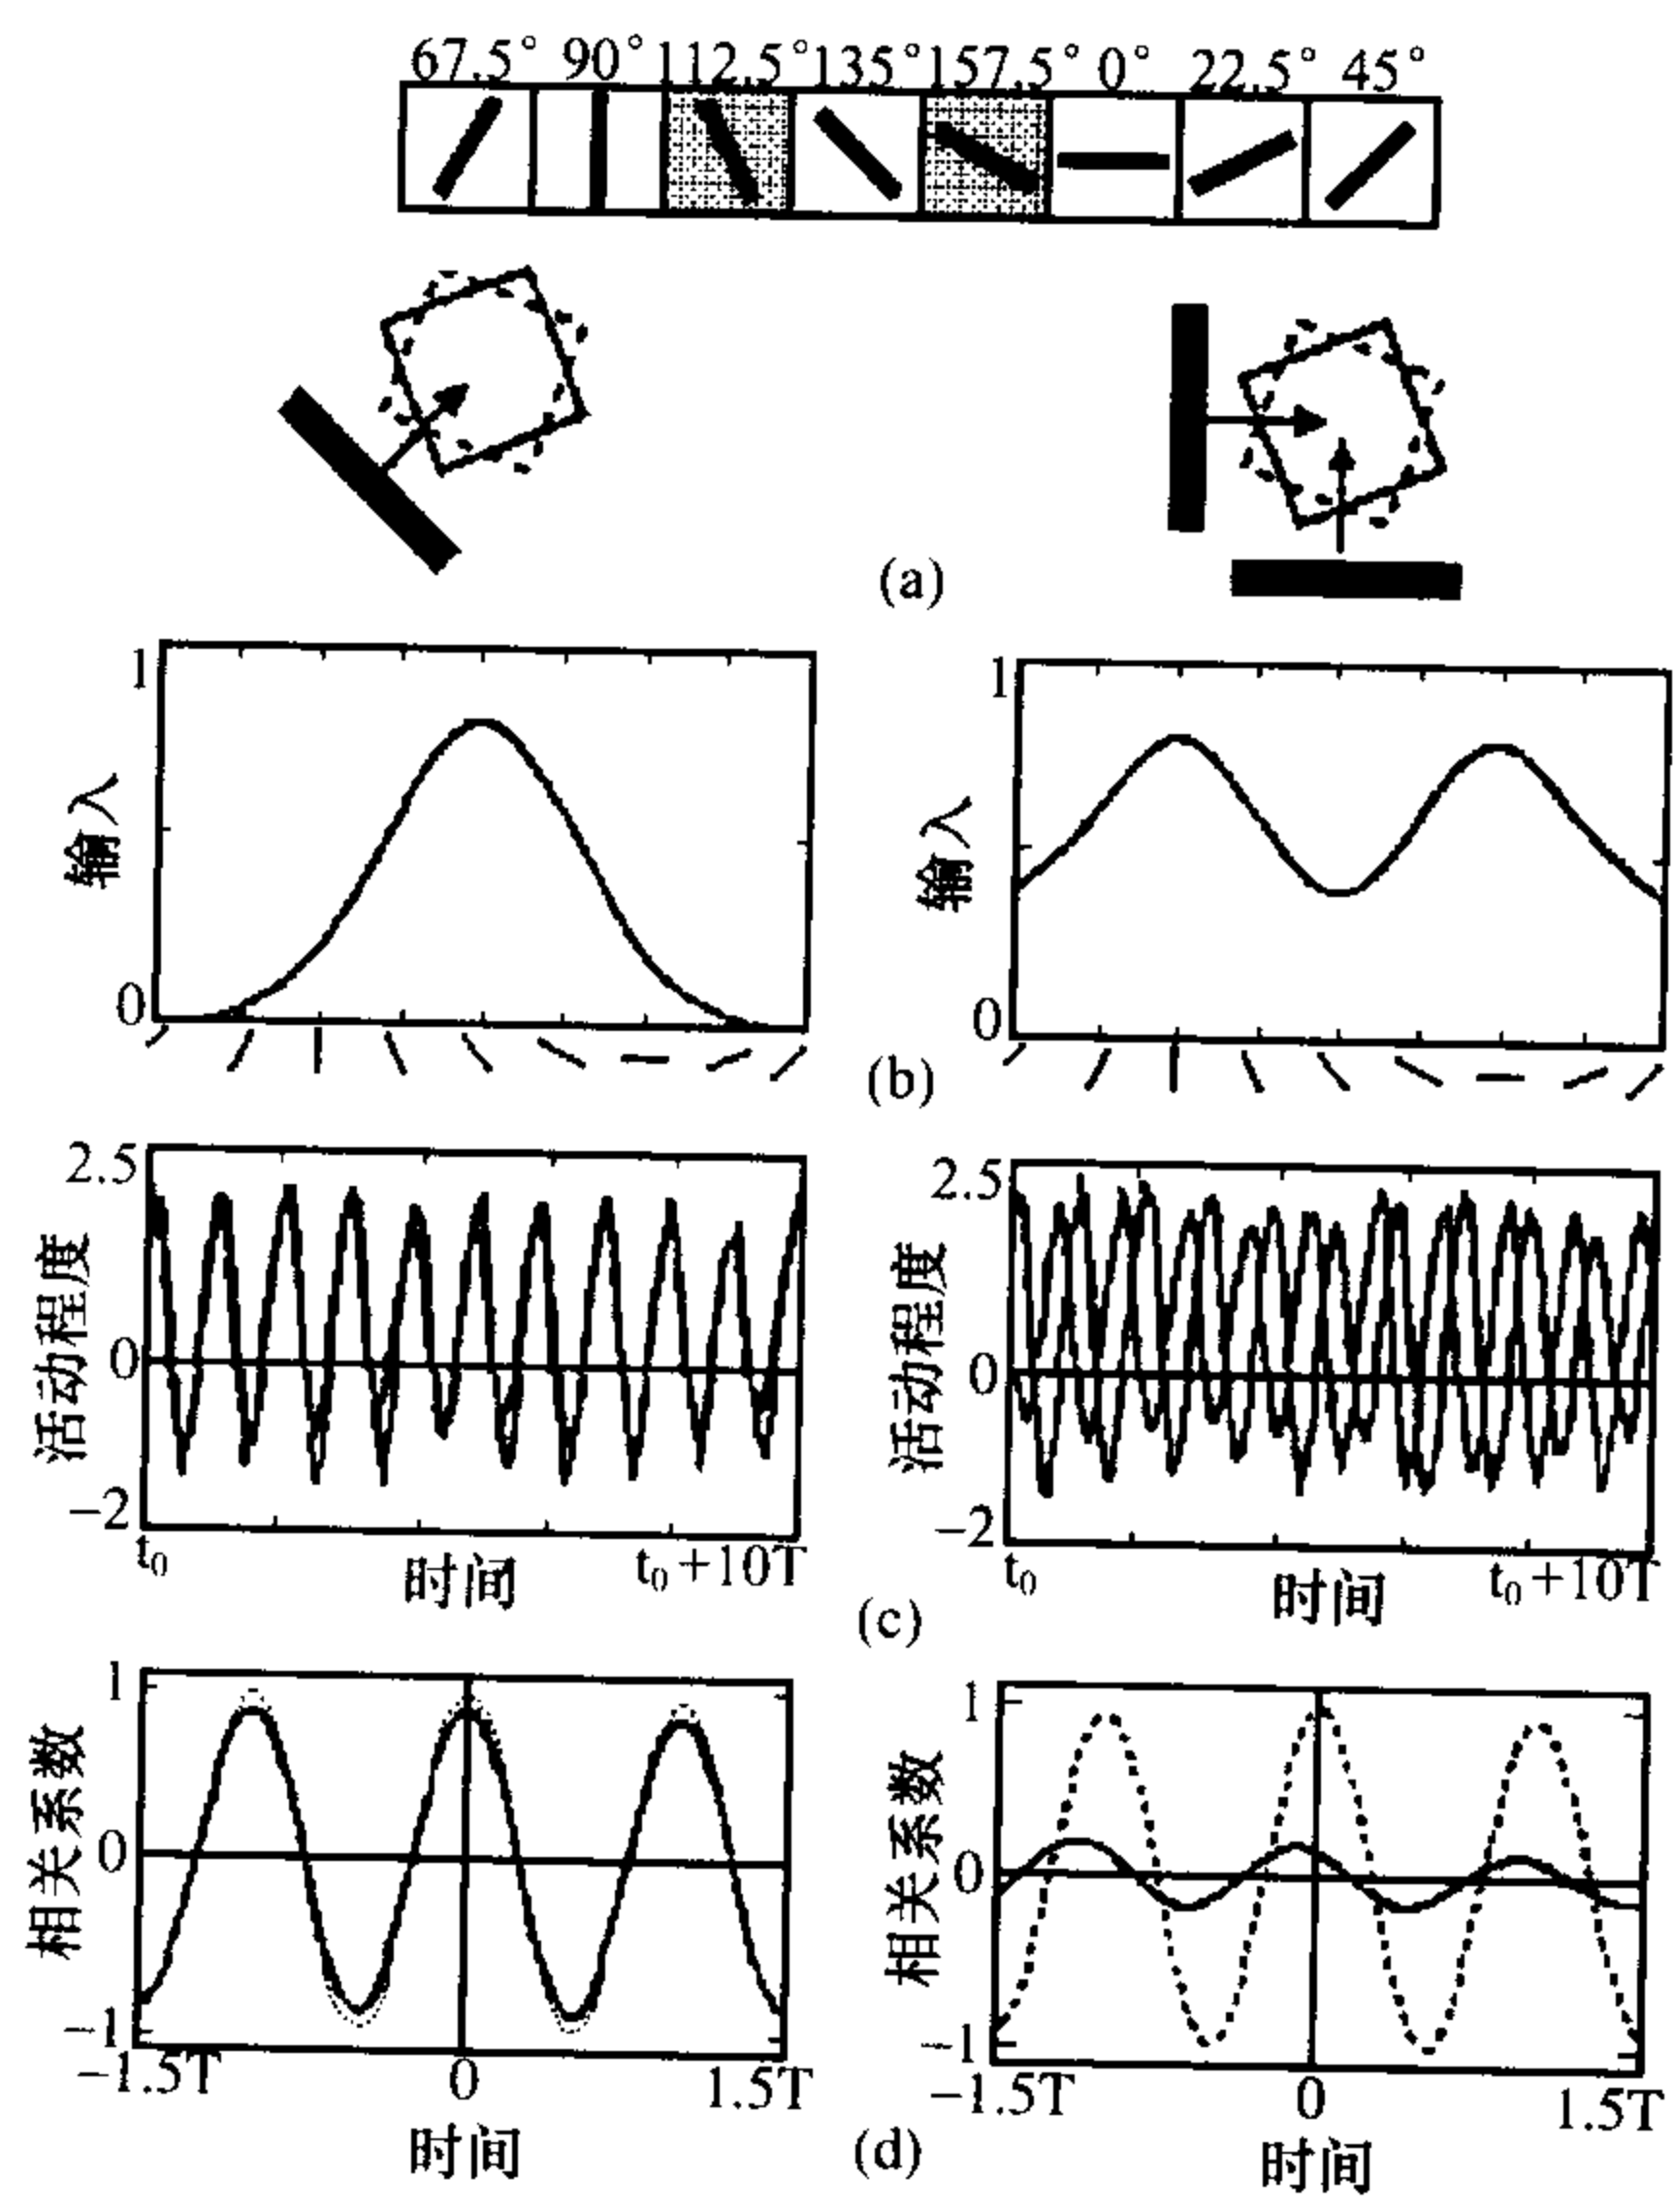 67.5° 90° 112.5° 135° 157.5° 0° 22.5° 45°
(a)
1 1
输入 输入
0 0
(b)
2.5 2.5
活动程度 活动程度
0 0
-2 -2
t₀ 时间 t₀+10T t₀ 时间 t₀+10T
(c)
1 1
相关系数 相关系数
0 0
-1 -1
-1.5T 0 1.5T -1.5T 0 1.5T
时间 (d) 时间